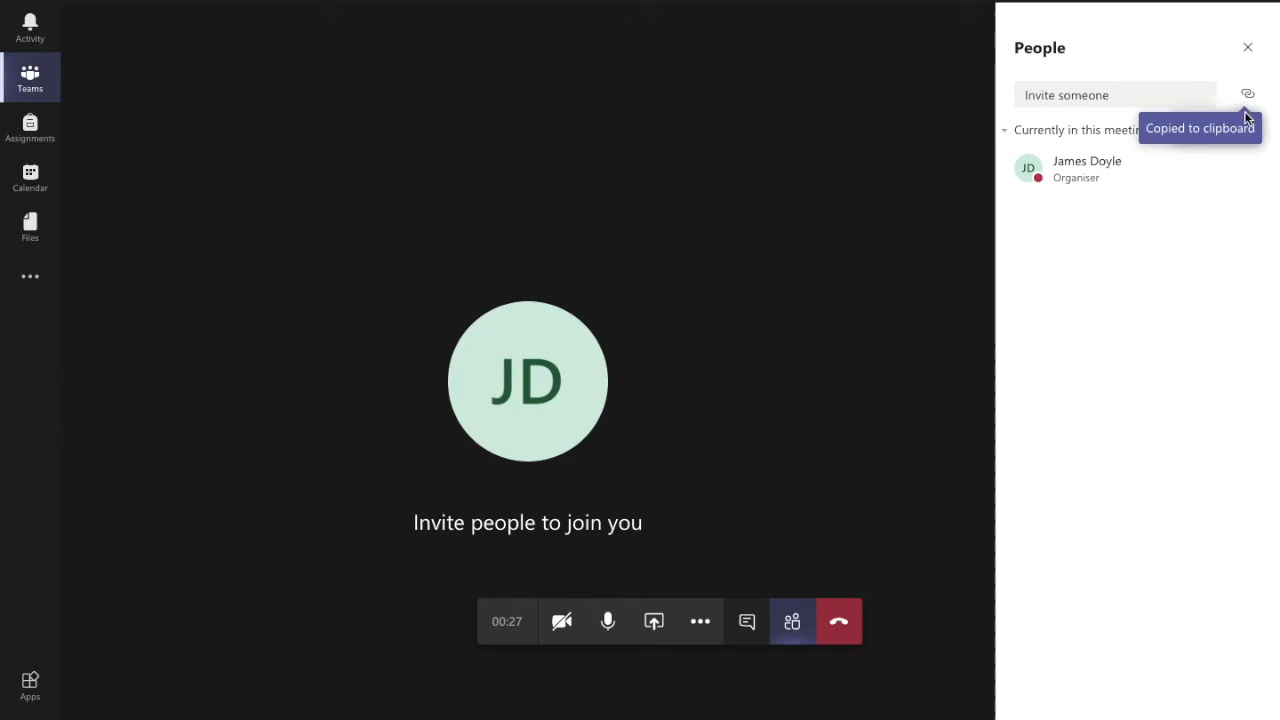 Activity
Teams
Assignments
Calendar
Files
Apps
JD
Invite people to join you
00:27
People
Invite someone
Copied to clipboard
Currently in this meeti
JD
James Doyle
Organiser